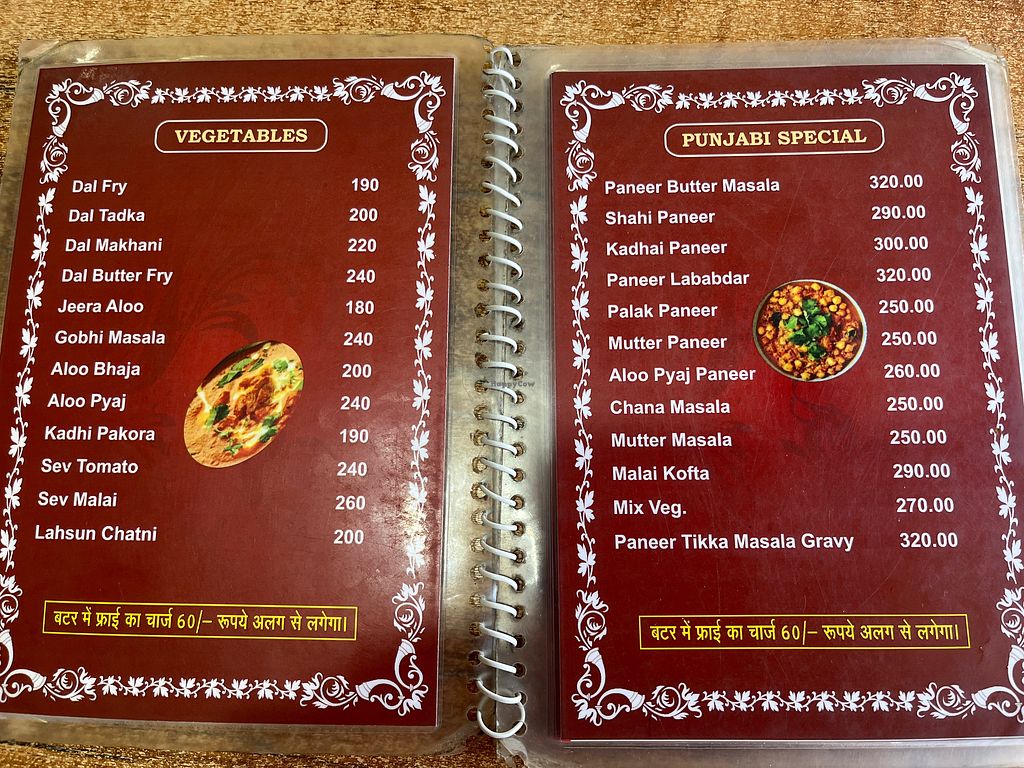 VEGETABLES
Dal Fry 190
Dal Tadka 200
Dal Makhani 220
Dal Butter Fry 240
Jeera Aloo 180
Gobhi Masala 240
Aloo Bhaja 200
Aloo Pyaj 240
Kadhi Pakora 190
Sev Tomato 240
Sev Malai 260
Lahsun Chatni 200
बटर में फ्राई का चार्ज 60/– रूपये अलग से लगेगा।
HappyCow
PUNJABI SPECIAL
Paneer Butter Masala 320.00
Shahi Paneer 290.00
Kadhai Paneer 300.00
Paneer Lababdar 320.00
Palak Paneer 250.00
Mutter Paneer 250.00
Aloo Pyaj Paneer 260.00
Chana Masala 250.00
Mutter Masala 250.00
Malai Kofta 290.00
Mix Veg. 270.00
Paneer Tikka Masala Gravy 320.00
बटर में फ्राई का चार्ज 60/– रूपये अलग से लगेगा।